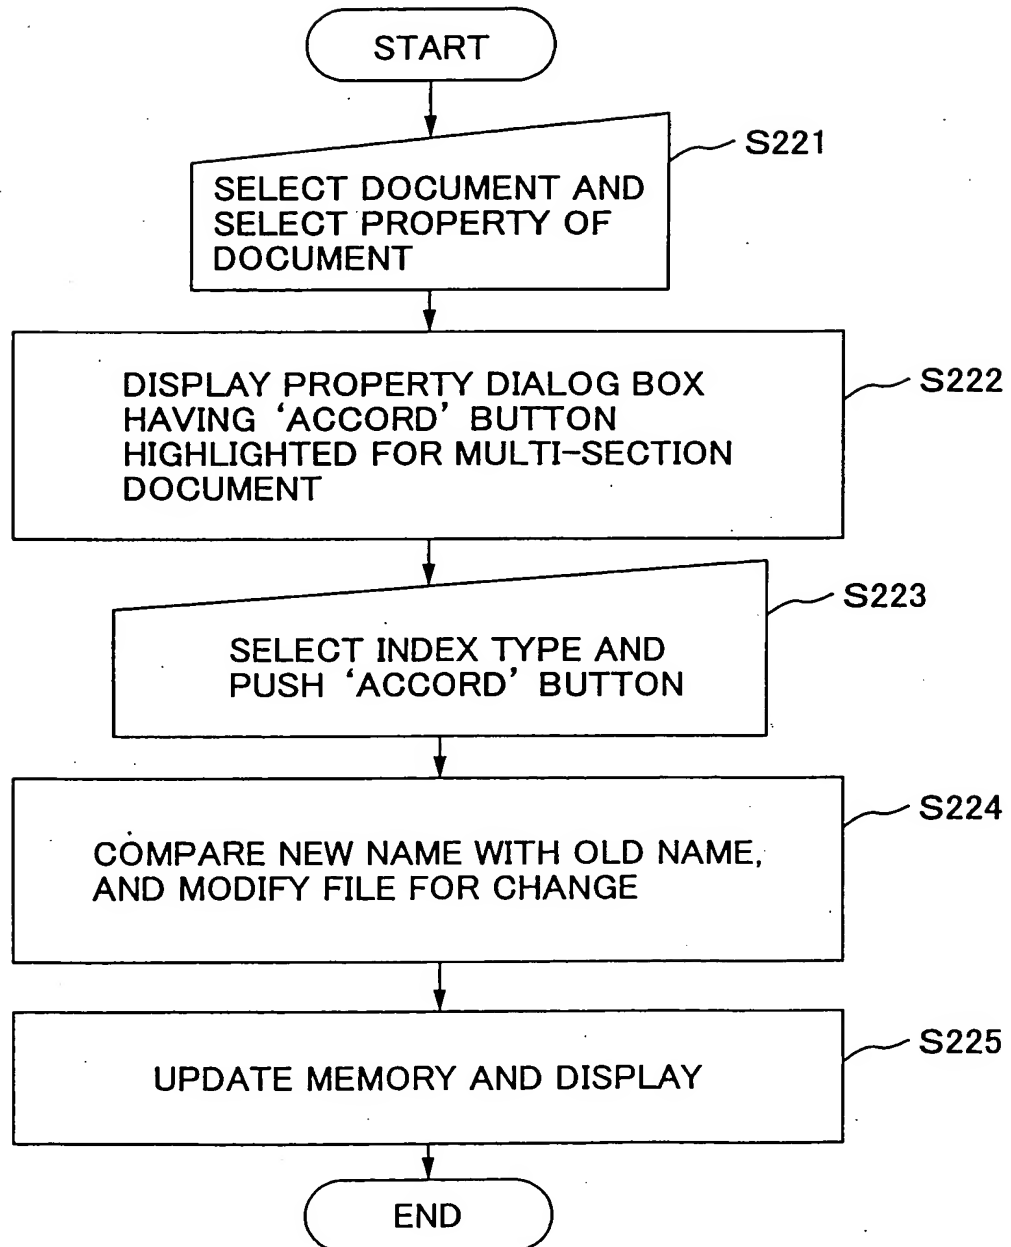 START
S221
SELECT DOCUMENT AND
SELECT PROPERTY OF
DOCUMENT
S222
DISPLAY PROPERTY DIALOG BOX
HAVING ‘ACCORD’ BUTTON
HIGHLIGHTED FOR MULTI-SECTION
DOCUMENT
S223
SELECT INDEX TYPE AND
PUSH ‘ACCORD’ BUTTON
S224
COMPARE NEW NAME WITH OLD NAME,
AND MODIFY FILE FOR CHANGE
S225
UPDATE MEMORY AND DISPLAY
END